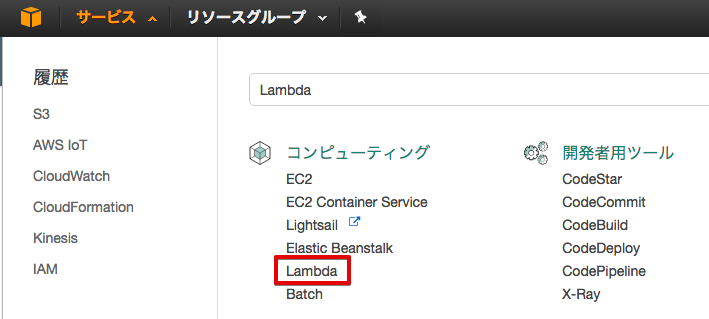 サービス リソースグループ
履歴
S3
AWS IoT
CloudWatch
CloudFormation
Kinesis
IAM
Lambda
コンピューティング
EC2
EC2 Container Service
Lightsail
Elastic Beanstalk
Lambda
Batch
開発者用ツール
CodeStar
CodeCommit
CodeBuild
CodeDeploy
CodePipeline
X-Ray